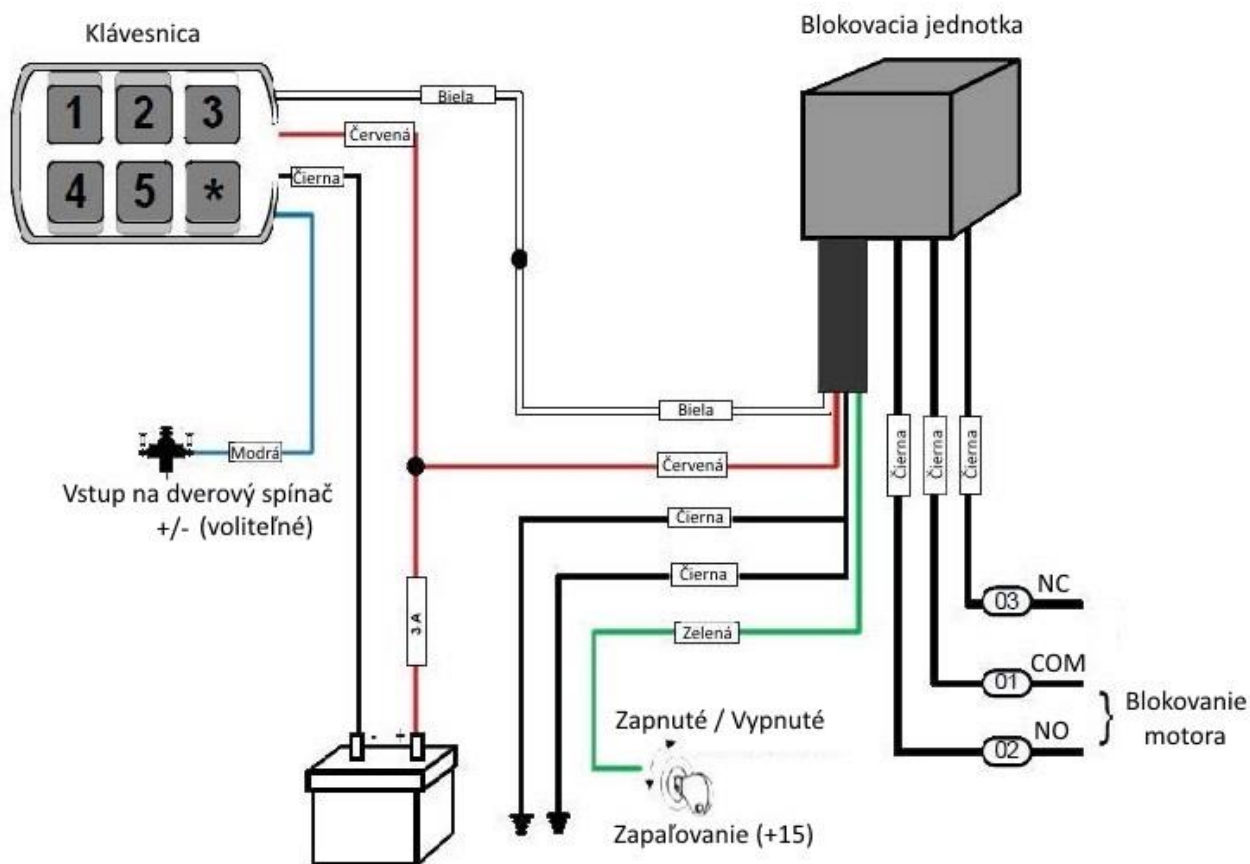 Klávesnica
Blokovacia jednotka
1 2 3
4 5 *
Biela
Červená
Čierna
Modrá
Vstup na dverový spínač
+/- (voliteľné)
Biela
Červená
Čierna
Čierna
Zelená
3 A
- +
Zapnuté / Vypnuté
Zapaľovanie (+15)
Čierna
Čierna
Čierna
03 NC
01 COM
02 NO
Blokovanie
motora